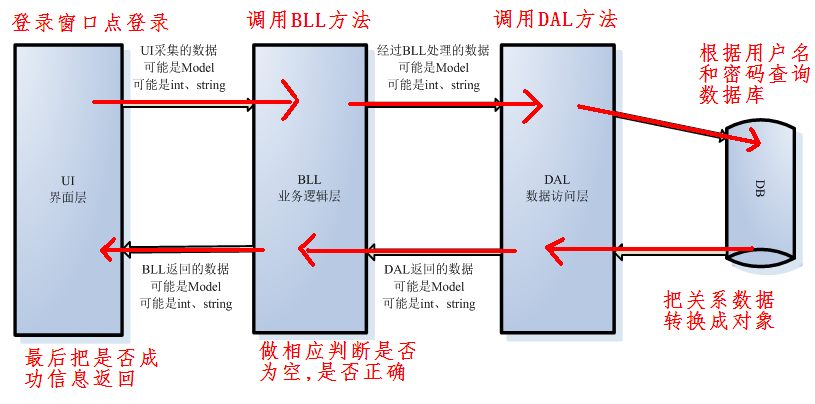 登录窗口点登录
调用BLL方法
调用DAL方法
UI采集的数据
可能是Model
可能是int、string
经过BLL处理的数据
可能是Model
可能是int、string
根据用户名
和密码查询
数据库
UI
界面层
BLL
业务逻辑层
DAL
数据访问层
DB
BLL返回的数据
可能是Model
可能是int、string
DAL返回的数据
可能是Model
可能是int、string
把关系数据
转换成对象
最后把是否成
功信息返回
做相应判断是否
为空,是否正确